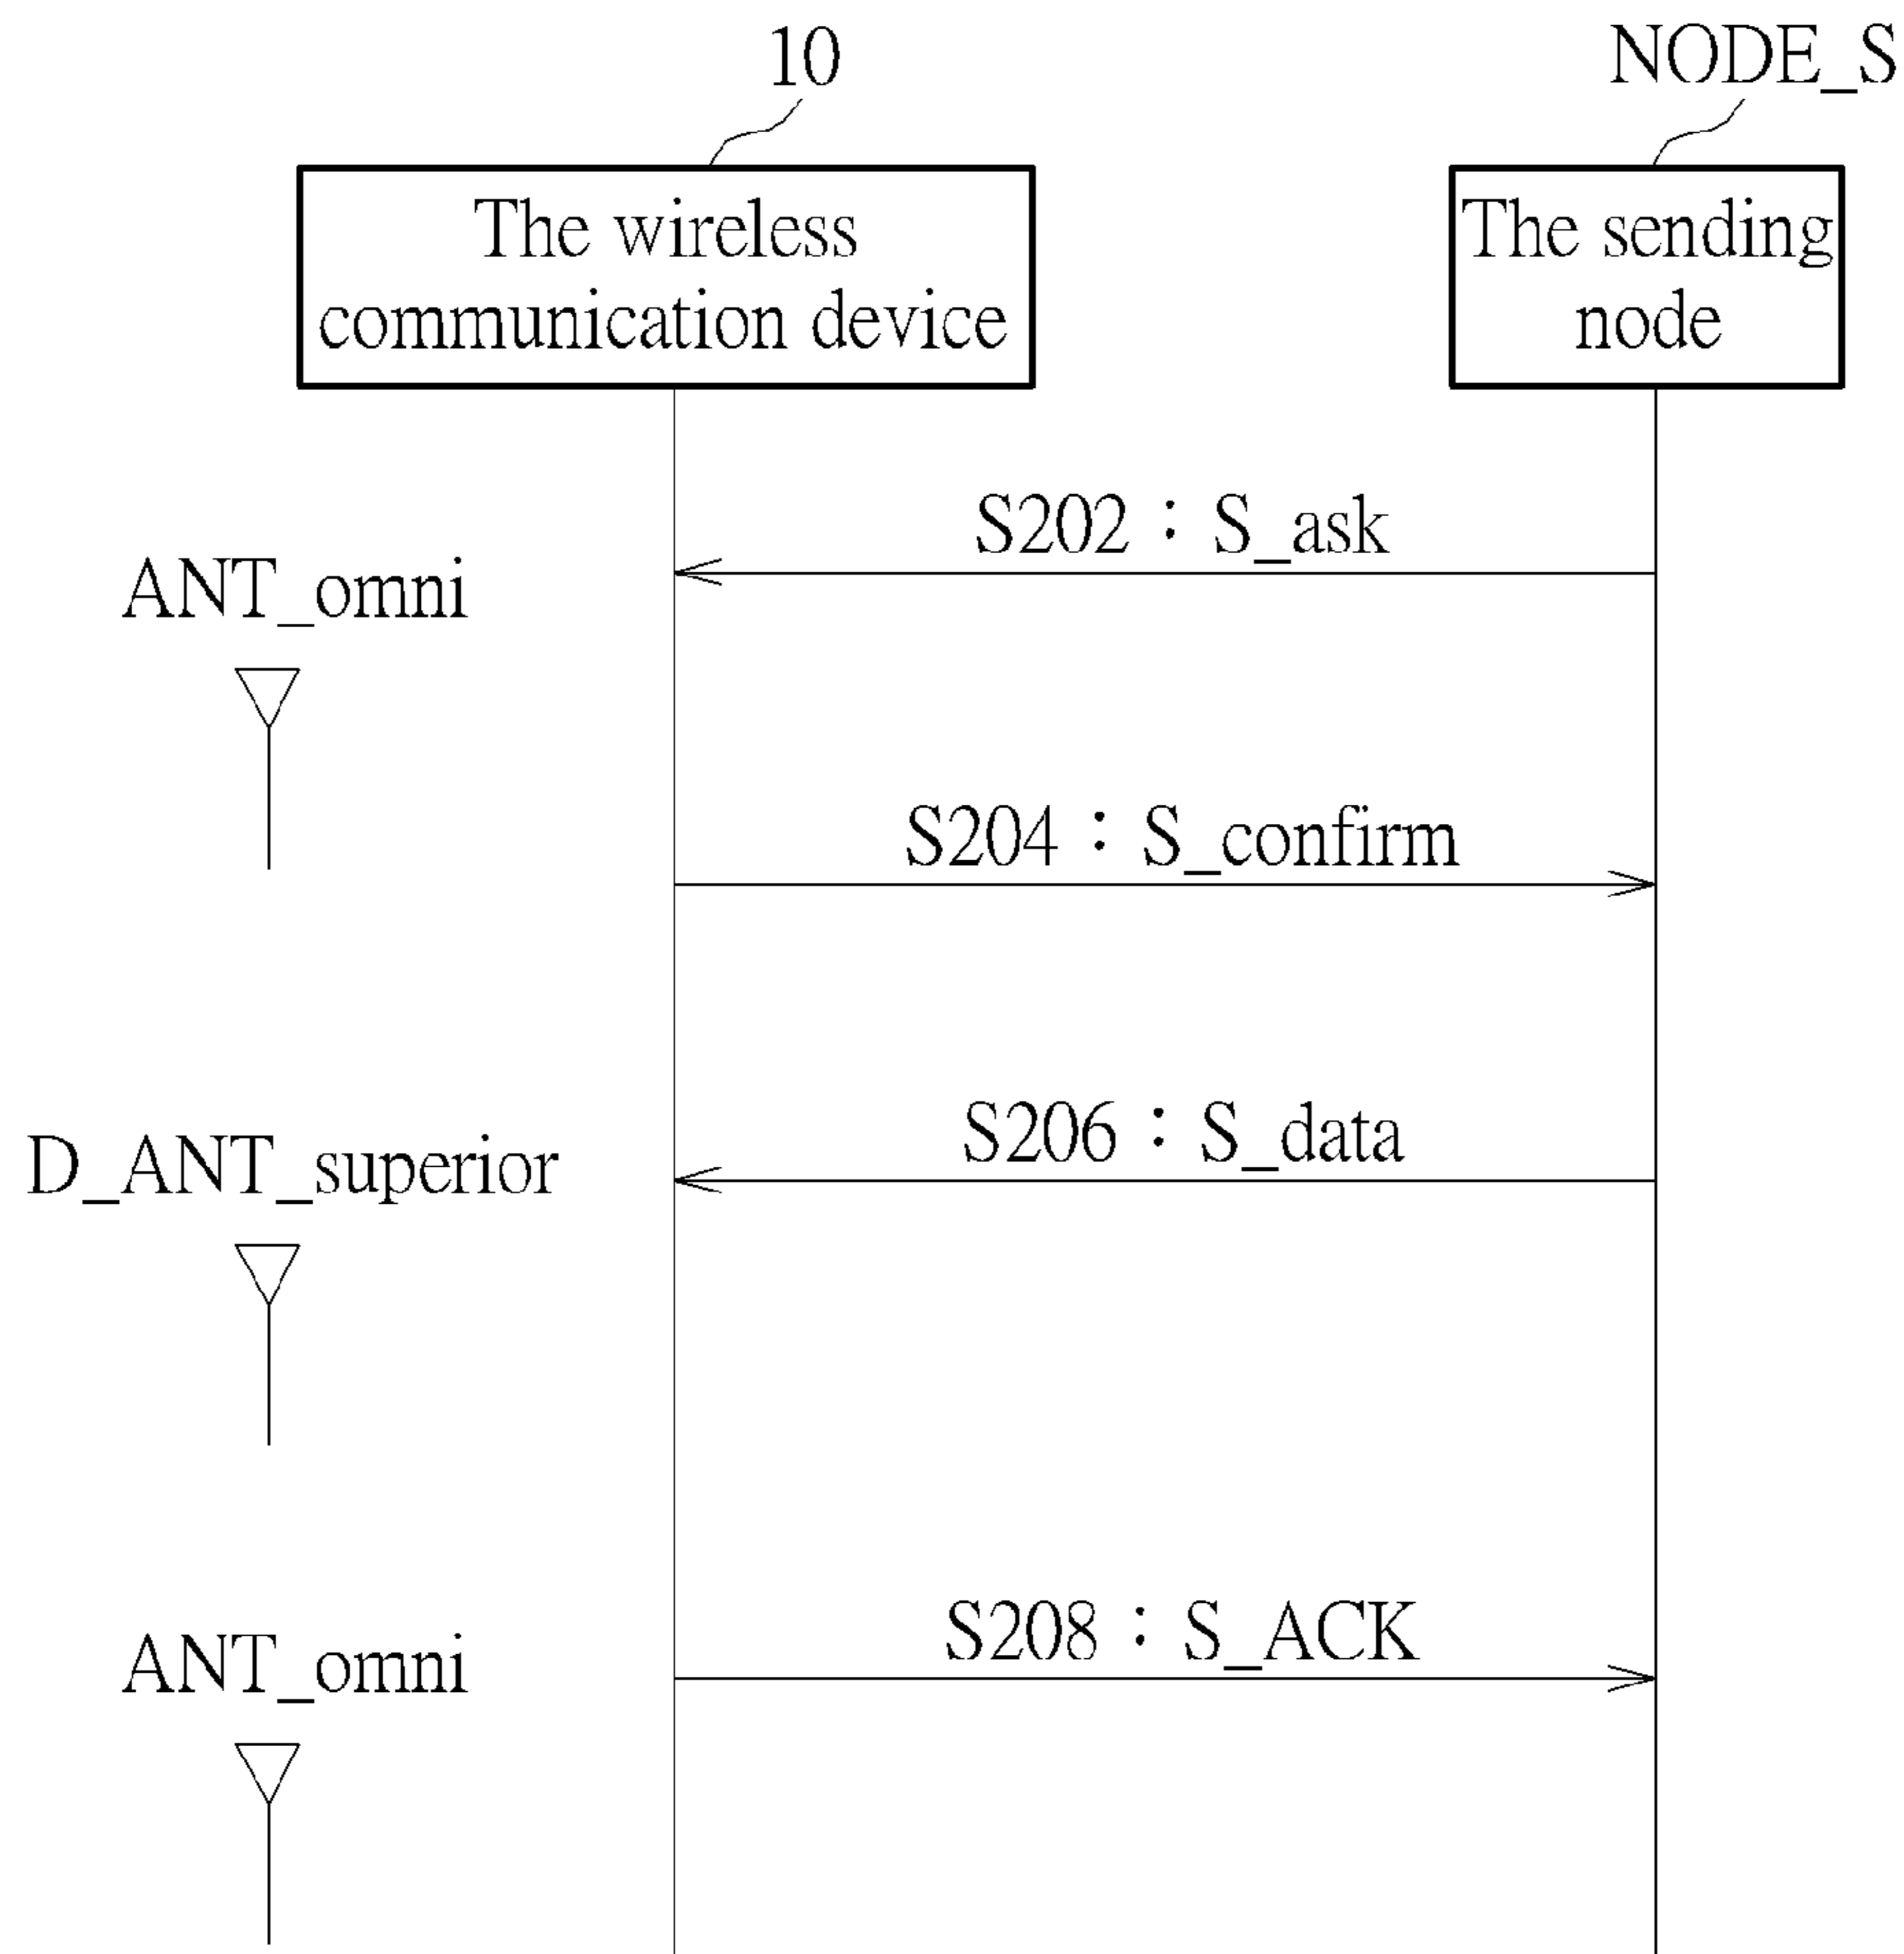 10
NODE_S
The wireless
communication device
The sending
node
S202：S_ask
ANT_omni
S204：S_confirm
S206：S_data
D_ANT_superior
S208：S_ACK
ANT_omni